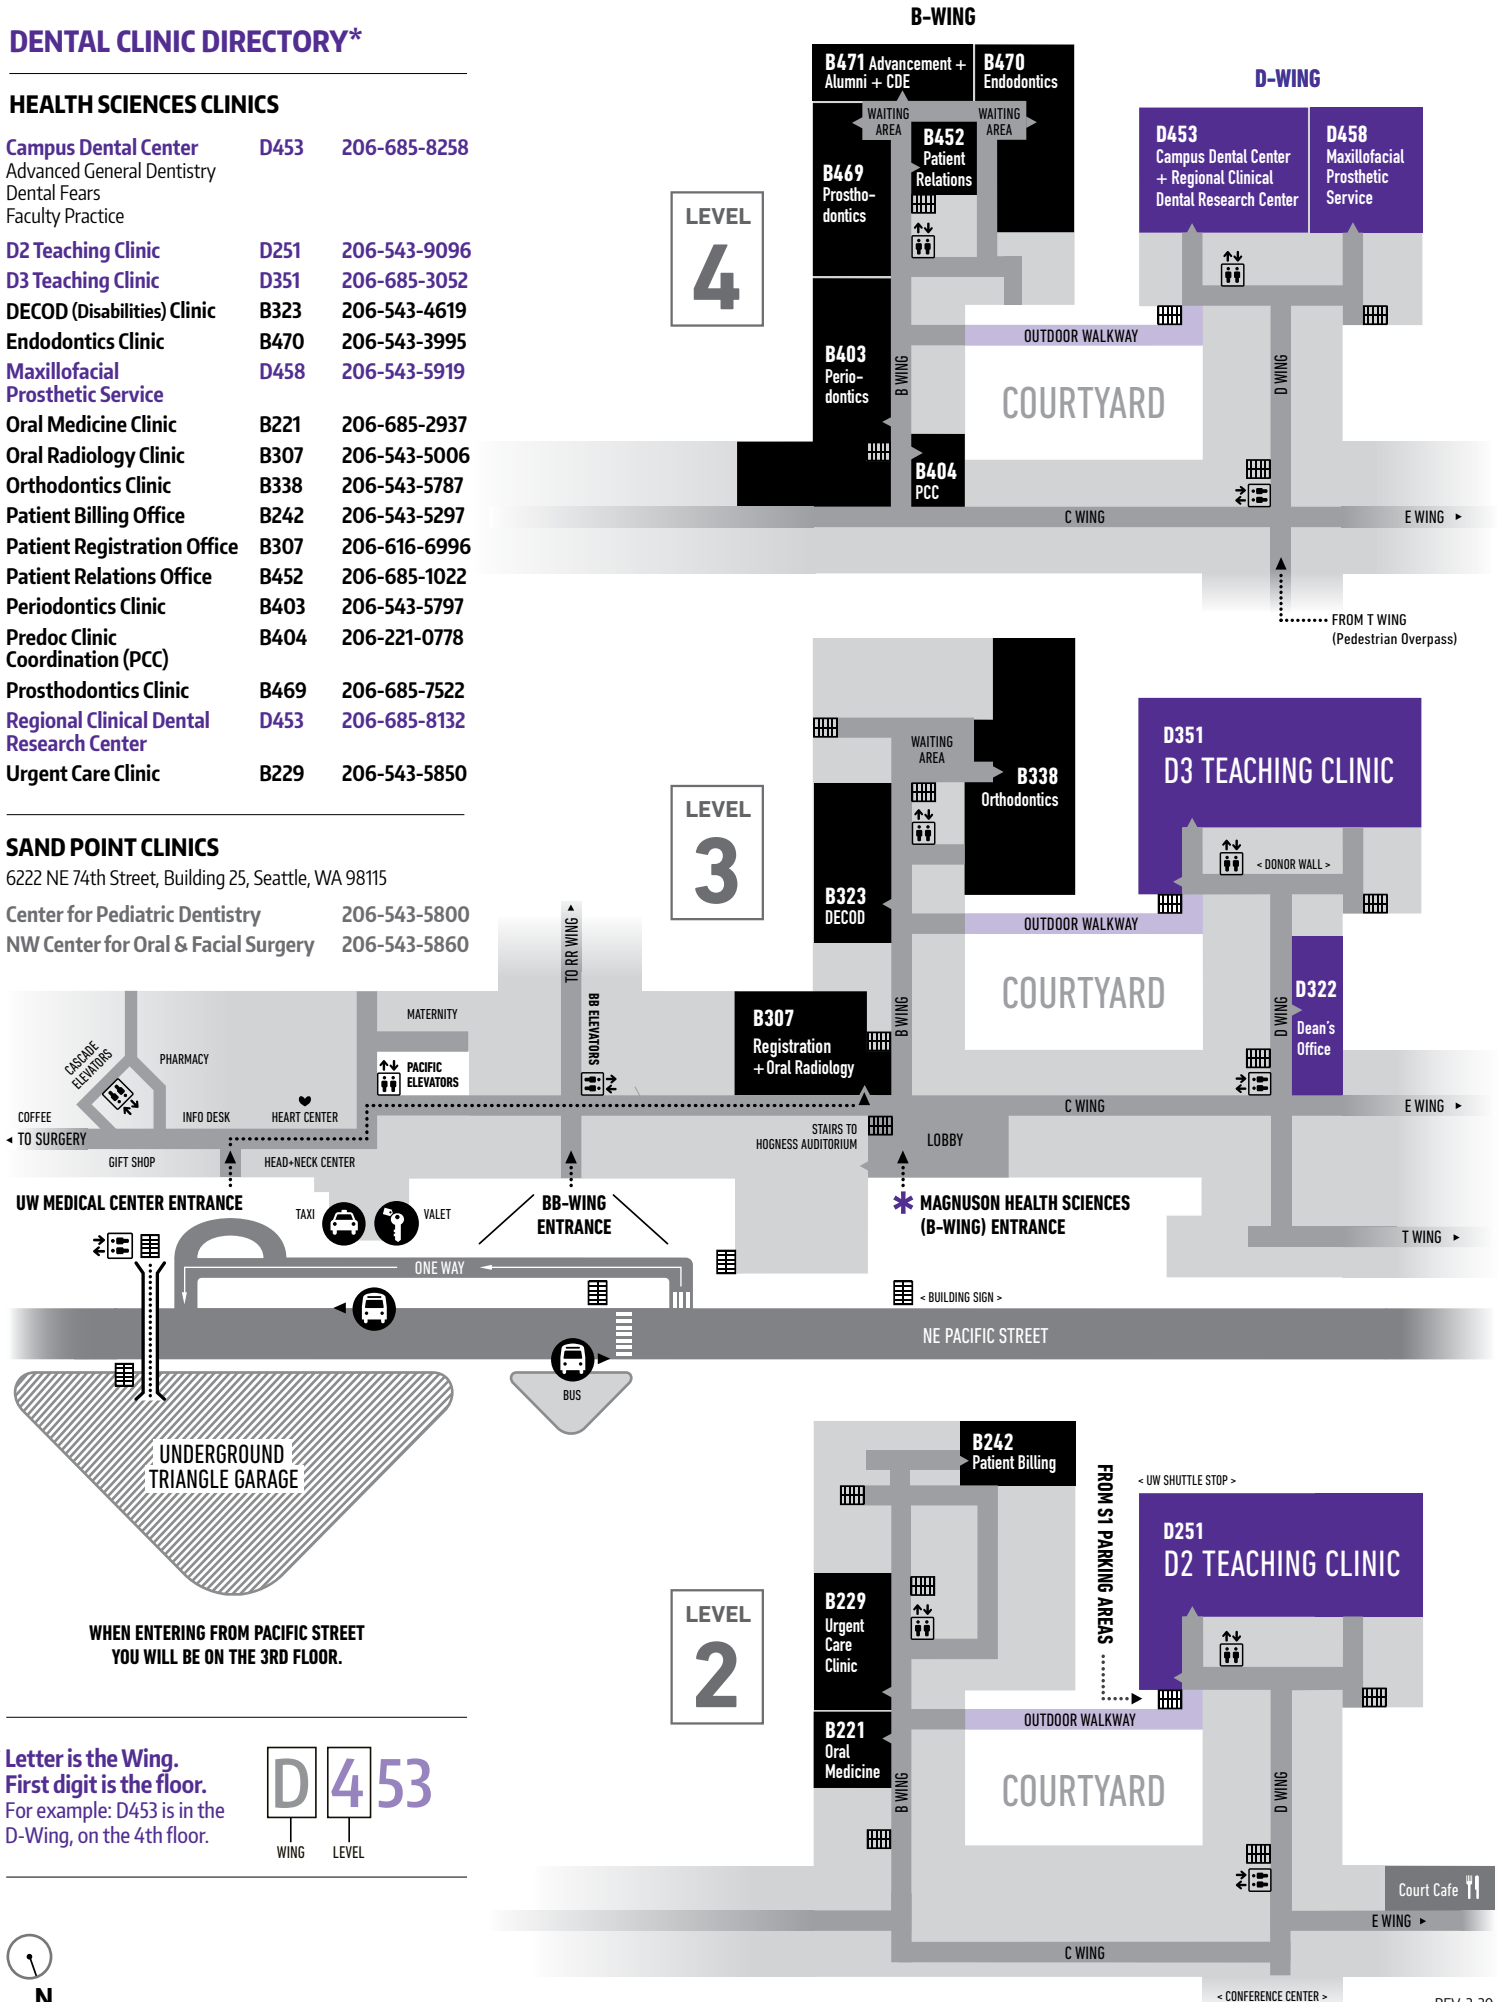 DENTAL CLINIC DIRECTORY*
HEALTH SCIENCES CLINICS
Campus Dental Center D453 206-685-8258
Advanced General Dentistry
Dental Fears
Faculty Practice
D2 Teaching Clinic D251 206-543-9096
D3 Teaching Clinic D351 206-685-3052
DECOD (Disabilities) Clinic B323 206-543-4619
Endodontics Clinic B470 206-543-3995
Maxillofacial D458 206-543-5919
Prosthetic Service
Oral Medicine Clinic B221 206-685-2937
Oral Radiology Clinic B307 206-543-5006
Orthodontics Clinic B338 206-543-5787
Patient Billing Office B242 206-543-5297
Patient Registration Office B307 206-616-6996
Patient Relations Office B452 206-685-1022
Periodontics Clinic B403 206-543-5797
Predoc Clinic B404 206-221-0778
Coordination (PCC)
Prosthodontics Clinic B469 206-685-7522
Regional Clinical Dental D453 206-685-8132
Research Center
Urgent Care Clinic B229 206-543-5850
SAND POINT CLINICS
6222 NE 74th Street, Building 25, Seattle, WA 98115
Center for Pediatric Dentistry 206-543-5800
NW Center for Oral & Facial Surgery 206-543-5860
B-WING
D-WING
LEVEL
4
B471 Advancement +
Alumni + CDE
B470
Endodontics
WAITING
AREA
WAITING
AREA
B452
Patient
Relations
B469
Prostho-
dontics
B403
Perio-
dontics
B404
PCC
B WING
OUTDOOR WALKWAY
COURTYARD
D453
Campus Dental Center
+ Regional Clinical
Dental Research Center
D458
Maxillofacial
Prosthetic
Service
D WING
C WING
E WING
FROM T WING
(Pedestrian Overpass)
LEVEL
3
WAITING
AREA
B338
Orthodontics
B323
DECOD
B307
Registration
+ Oral Radiology
B WING
OUTDOOR WALKWAY
COURTYARD
D351
D3 TEACHING CLINIC
< DONOR WALL >
D322
Dean's
Office
D WING
C WING
E WING
T WING
TO RR WING
BB ELEVATORS
MATERNITY
PACIFIC
ELEVATORS
CASCADE
ELEVATORS
PHARMACY
COFFEE
INFO DESK
HEART CENTER
TO SURGERY
GIFT SHOP
HEAD+NECK CENTER
STAIRS TO
HOGNESS AUDITORIUM
LOBBY
UW MEDICAL CENTER ENTRANCE
TAXI
VALET
BB-WING
ENTRANCE
* MAGNUSON HEALTH SCIENCES
(B-WING) ENTRANCE
ONE WAY
< BUILDING SIGN >
NE PACIFIC STREET
BUS
UNDERGROUND
TRIANGLE GARAGE
WHEN ENTERING FROM PACIFIC STREET
YOU WILL BE ON THE 3RD FLOOR.
LEVEL
2
B242
Patient Billing
B229
Urgent
Care
Clinic
B221
Oral
Medicine
B WING
FROM S1 PARKING AREAS
< UW SHUTTLE STOP >
D251
D2 TEACHING CLINIC
OUTDOOR WALKWAY
COURTYARD
D WING
Court Cafe
E WING
C WING
< CONFERENCE CENTER >
Letter is the Wing.
First digit is the floor.
For example: D453 is in the
D-Wing, on the 4th floor.
D 4 53
WING LEVEL
N